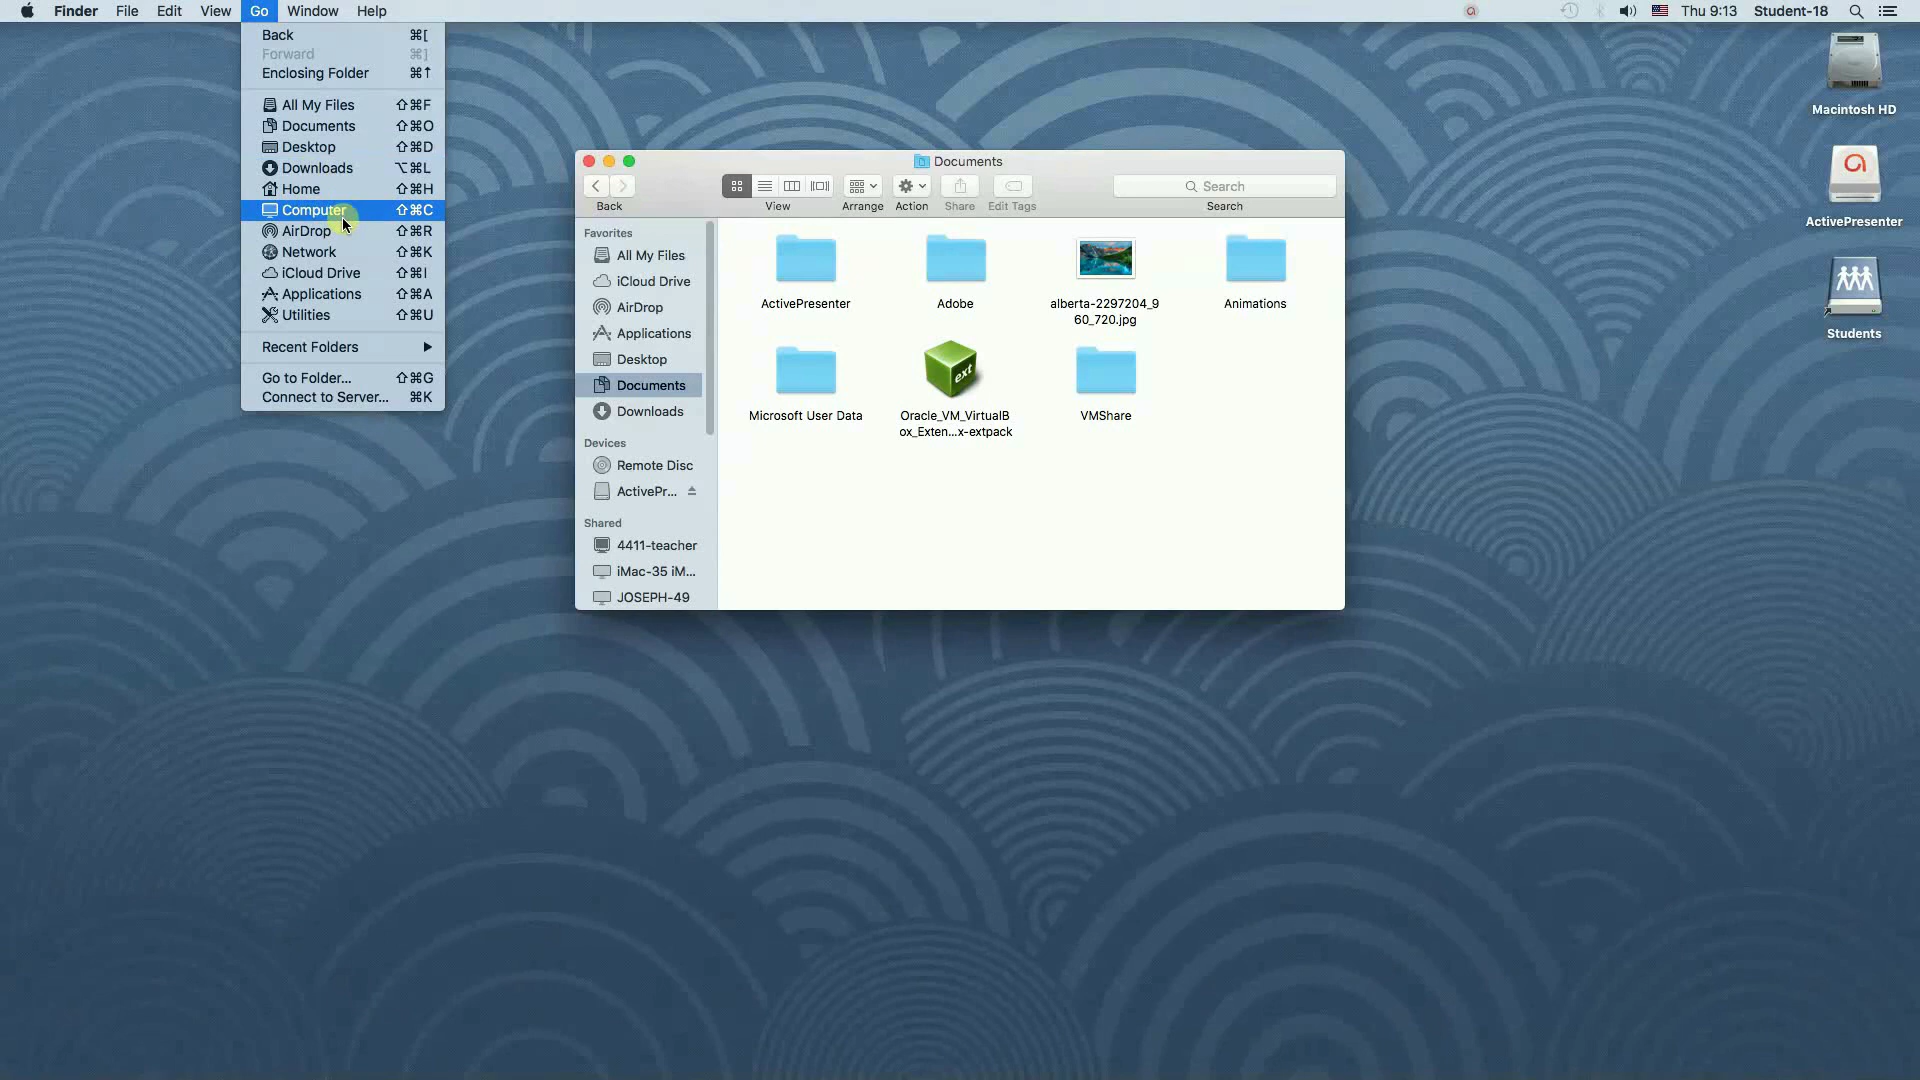 Finder File Edit View Go Window Help
Thu 9:13 Student-18
Back ⌘[
Forward ⌘]
Enclosing Folder ⌘↑
All My Files ⇧⌘F
Documents ⇧⌘O
Desktop ⇧⌘D
Downloads ⌥⌘L
Home ⇧⌘H
Computer ⇧⌘C
AirDrop ⇧⌘R
Network ⇧⌘K
iCloud Drive ⇧⌘I
Applications ⇧⌘A
Utilities ⇧⌘U
Recent Folders
Go to Folder... ⇧⌘G
Connect to Server... ⌘K
Documents
Back
View
Arrange
Action
Share
Edit Tags
Search
Search
Favorites
All My Files
iCloud Drive
AirDrop
Applications
Desktop
Documents
Downloads
Devices
Remote Disc
ActivePr...
Shared
4411-teacher
iMac-35 iM...
JOSEPH-49
ActivePresenter
Adobe
alberta-2297204_9
60_720.jpg
Animations
Microsoft User Data
ext
Oracle_VM_VirtualB
ox_Exten...x-extpack
VMShare
Macintosh HD
ActivePresenter
Students